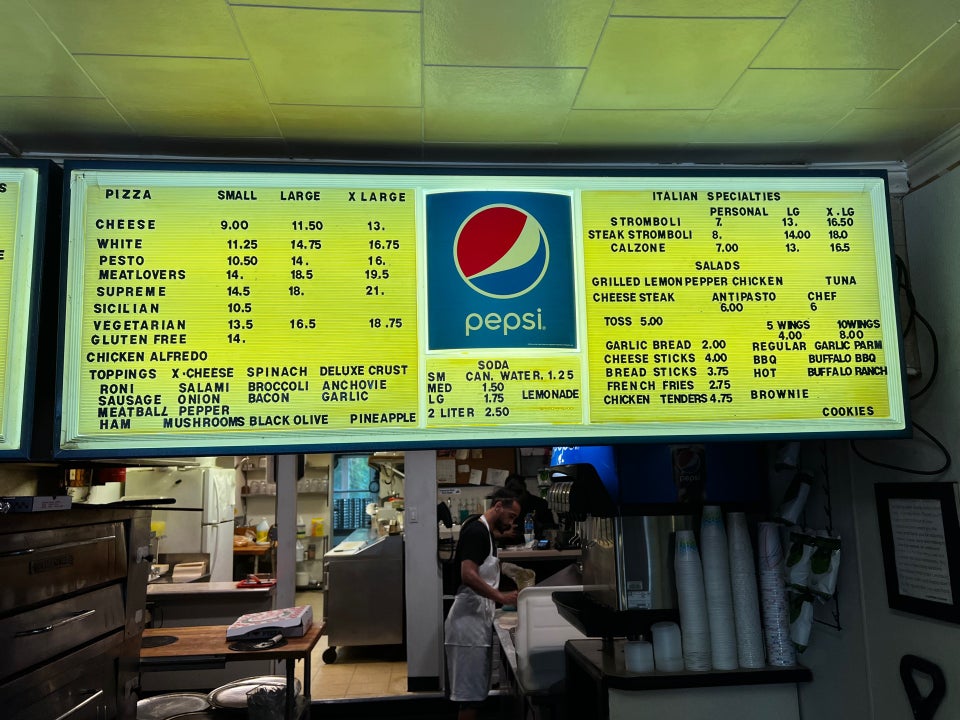 PIZZA SMALL LARGE X LARGE
CHEESE 9.00 11.50 13.
WHITE 11.25 14.75 16.75
PESTO 10.50 14. 16.
MEATLOVERS 14. 18.5 19.5
SUPREME 14.5 18. 21.
SICILIAN 10.5
VEGETARIAN 13.5 16.5 18.75
GLUTEN FREE 14.
CHICKEN ALFREDO
TOPPINGS X•CHEESE SPINACH DELUXE CRUST
RONI SALAMI BROCCOLI ANCHOVIE
SAUSAGE ONION BACON GARLIC
MEATBALL PEPPER
HAM MUSHROOMS BLACK OLIVE PINEAPPLE
pepsi
SODA
SM CAN. WATER. 1.25
MED 1.50
LG 1.75 LEMONADE
2 LITER 2.50
ITALIAN SPECIALTIES
PERSONAL LG X.LG
STROMBOLI 7. 13. 16.50
STEAK STROMBOLI 8. 14.00 18.0
CALZONE 7.00 13. 16.5
SALADS
GRILLED LEMON PEPPER CHICKEN TUNA
CHEESE STEAK ANTIPASTO CHEF
6.00 6
TOSS 5.00
5 WINGS 10WINGS
4.00 8.00
GARLIC BREAD 2.00 REGULAR GARLIC PARM
CHEESE STICKS 4.00 BBQ BUFFALO BBQ
BREAD STICKS 3.75 HOT BUFFALO RANCH
FRENCH FRIES 2.75
CHICKEN TENDERS 4.75 BROWNIE
COOKIES
pepsi